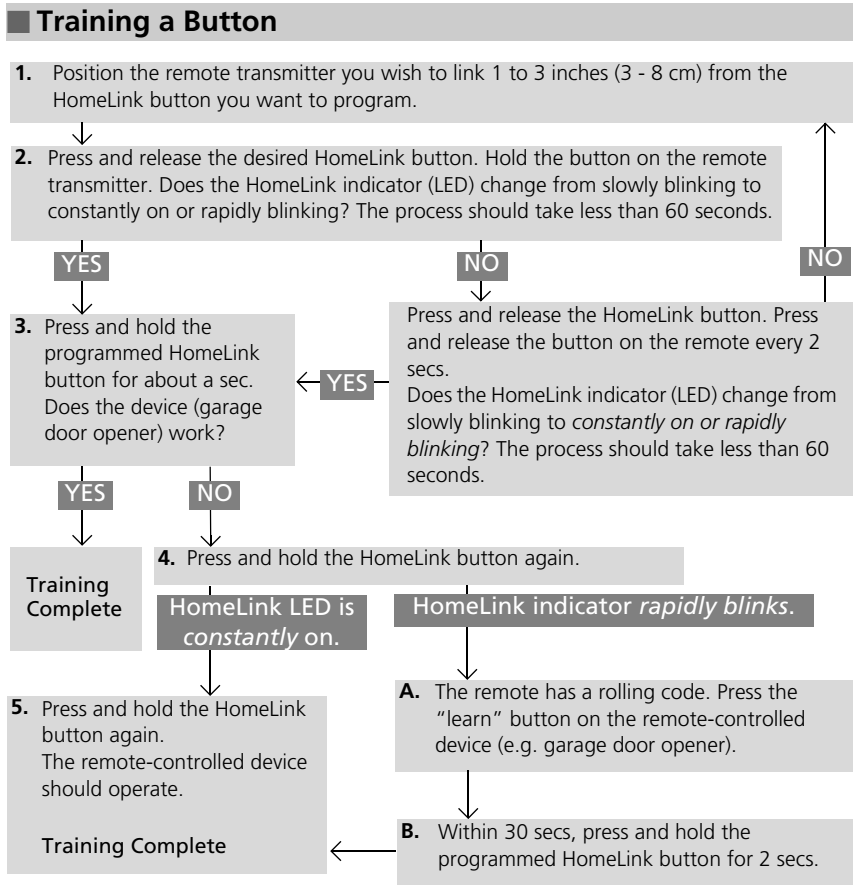 Training a Button
1. Position the remote transmitter you wish to link 1 to 3 inches (3 - 8 cm) from the
HomeLink button you want to program.
2. Press and release the desired HomeLink button. Hold the button on the remote
transmitter. Does the HomeLink indicator (LED) change from slowly blinking to
constantly on or rapidly blinking? The process should take less than 60 seconds.
YES
NO
NO
3. Press and hold the
programmed HomeLink
button for about a sec.
Does the device (garage
door opener) work?
YES
Press and release the HomeLink button. Press
and release the button on the remote every 2
secs.
Does the HomeLink indicator (LED) change from
slowly blinking to constantly on or rapidly
blinking? The process should take less than 60
seconds.
YES
NO
Training
Complete
4. Press and hold the HomeLink button again.
HomeLink LED is
constantly on.
HomeLink indicator rapidly blinks.
5. Press and hold the HomeLink
button again.
The remote-controlled device
should operate.
Training Complete
A. The remote has a rolling code. Press the
“learn” button on the remote-controlled
device (e.g. garage door opener).
B. Within 30 secs, press and hold the
programmed HomeLink button for 2 secs.